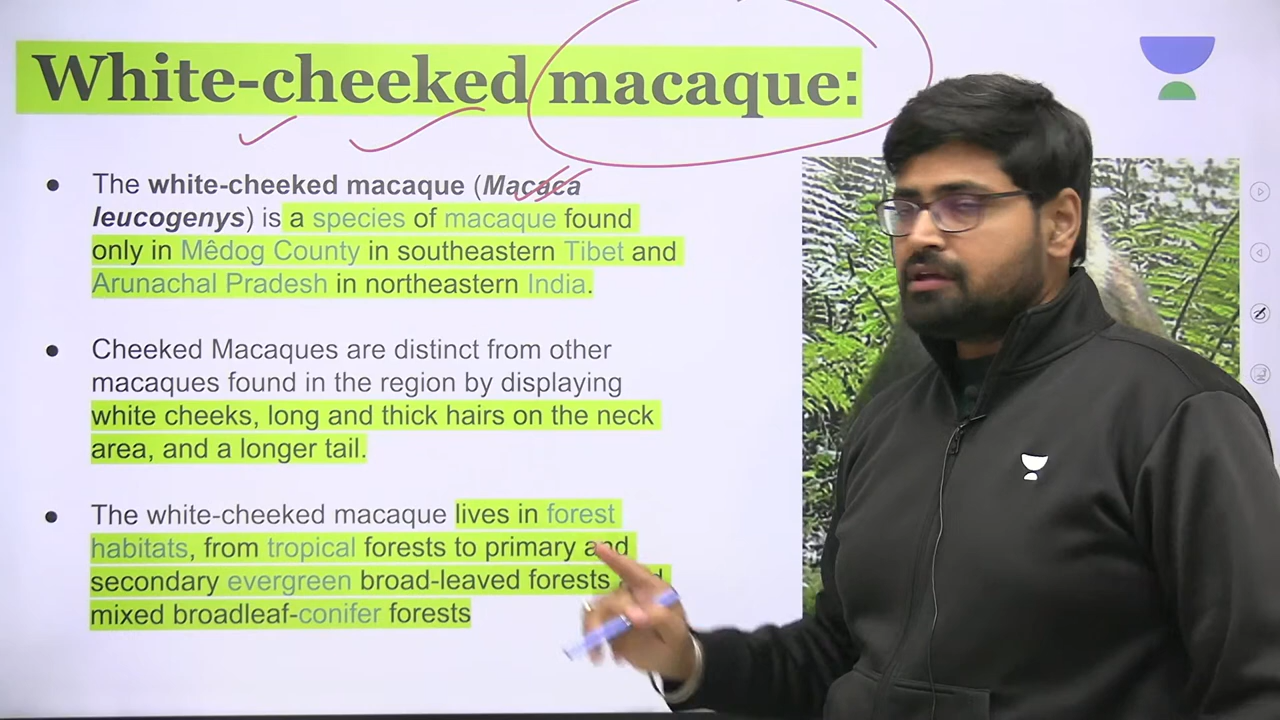 White-cheeked macaque:
● The white-cheeked macaque (Macaca
leucogenys) is a species of macaque found
only in Mêdog County in southeastern Tibet and
Arunachal Pradesh in northeastern India.
● Cheeked Macaques are distinct from other
macaques found in the region by displaying
white cheeks, long and thick hairs on the neck
area, and a longer tail.
● The white-cheeked macaque lives in forest
habitats, from tropical forests to primary and
secondary evergreen broad-leaved forests and
mixed broadleaf-conifer forests